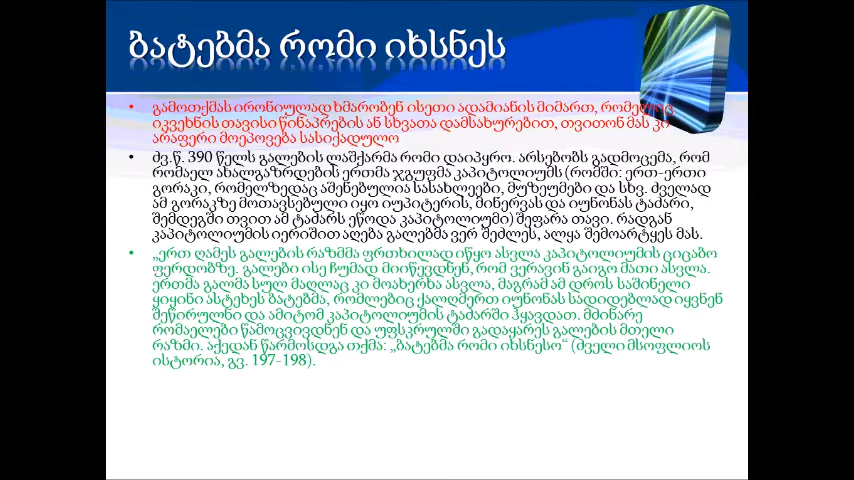 ბატებმა რომი იხსნეს
• გამოთქმას ირონიულად ხმარობენ ისეთი ადამიანის მიმართ, რომელიც
იკვეხნის თავისი წინაპრების ან სხვათა დამსახურებით, თვითონ მას კი
არაფერი მოეპოვება სასიქადულო
• ძვ.წ. 390 წელს გალების ლაშქარმა რომი დაიპყრო. არსებობს გადმოცემა, რომ
რომაელ ახალგაზრდების ერთმა ჯგუფმა კაპიტოლიუმს (რომში: ერთ-ერთი
გორაკი, რომელზედაც აშენებულია სასახლეები, მუზეუმები და სხვ. ძველად
ამ გორაკზე მოთავსებული იყო იუპიტერის, მინერვას და იუნონას ტაძარი,
შემდეგში თვით ამ ტაძარს ეწოდა კაპიტოლიუმი) შეფარა თავი. რადგან
კაპიტოლიუმის იერიშით აღება გალებმა ვერ შეძლეს, ალყა შემოარტყეს მას.
• „ერთ ღამეს გალების რაზმმა ფრთხილად იწყო ასვლა კაპიტოლიუმის ციცაბო
ფერდობზე. გალები ისე ჩუმად მიიწევდნენ, რომ ვერავინ გაიგო მათი ასვლა.
ერთმა გალმა სულ მაღლაც კი მოახერხა ასვლა, მაგრამ ამ დროს საშინელი
ყიყინი ასტეხეს ბატებმა, რომლებიც ქალღმერთ იუნონას სადიდებლად იყვნენ
შეწირულნი და ამიტომ კაპიტოლიუმის ტაძარში ჰყავდათ. მძინარე
რომაელები წამოცვივდნენ და უფსკრულში გადაყარეს გალების მთელი
რაზმი. აქედან წარმოსდგა თქმა: „ბატებმა რომი იხსნესო“ (ძველი მსოფლიოს
ისტორია, გვ. 197-198).